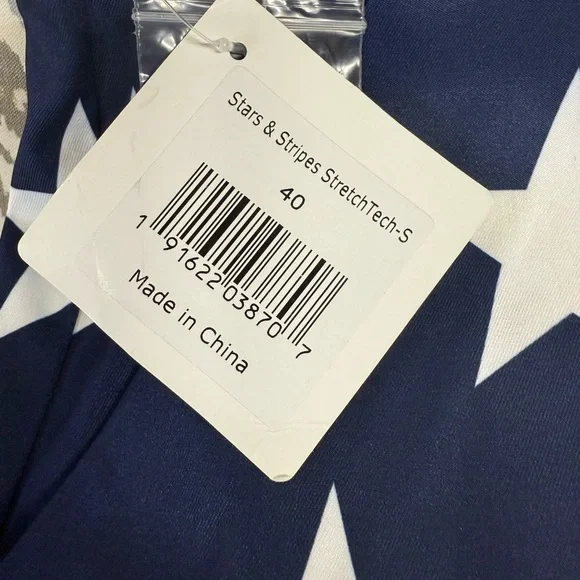 Stars & Stripes StretchTech-S
40
1 91622 03870 7
Made in China